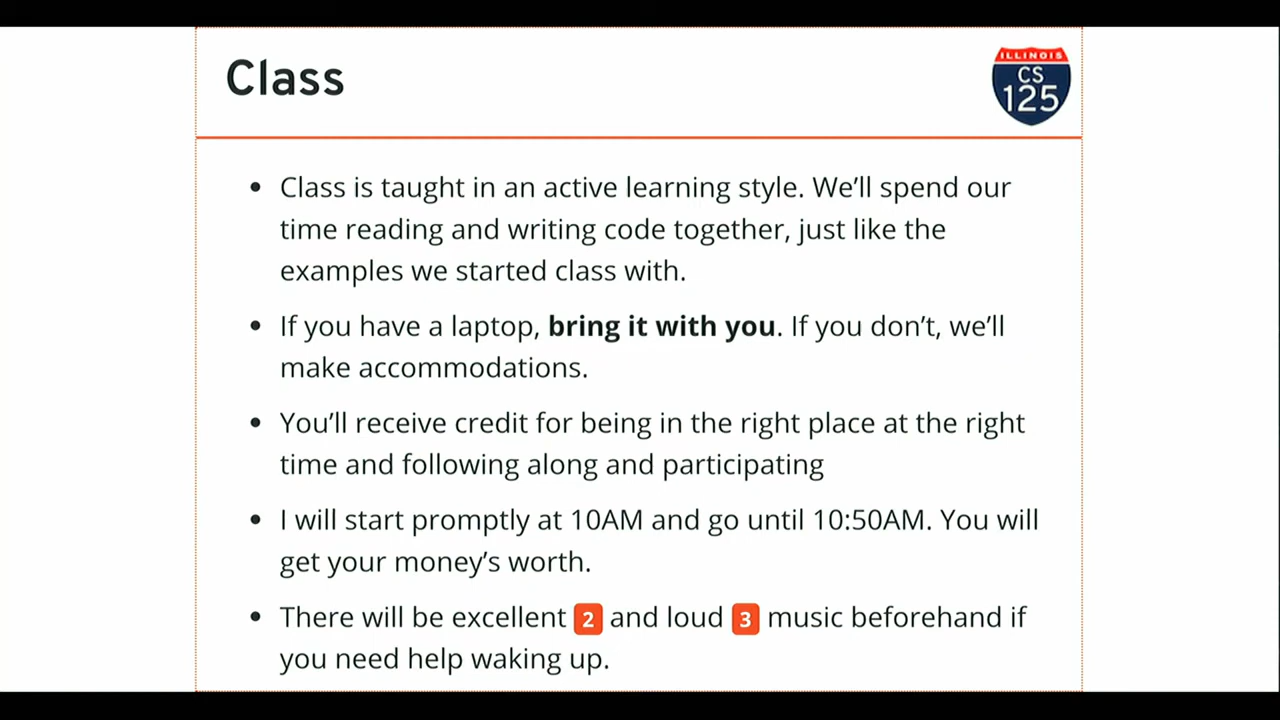 Class
ILLINOIS
CS
125
• Class is taught in an active learning style. We’ll spend our
time reading and writing code together, just like the
examples we started class with.
• If you have a laptop, bring it with you. If you don’t, we’ll
make accommodations.
• You’ll receive credit for being in the right place at the right
time and following along and participating
• I will start promptly at 10AM and go until 10:50AM. You will
get your money’s worth.
• There will be excellent 2 and loud 3 music beforehand if
you need help waking up.